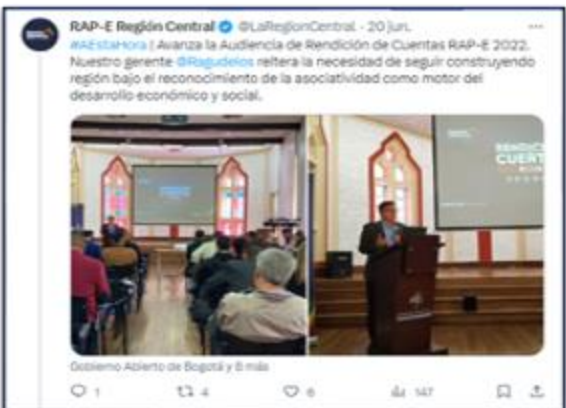 RAP-E Región Central @LaRegionCentral · 20 jun.
#AEstaHora | Avanza la Audiencia de Rendición de Cuentas RAP-E 2022.
Nuestro gerente @Ragudelos reitera la necesidad de seguir construyendo
región bajo el reconocimiento de la asociatividad como motor del
desarrollo económico y social.
Gobierno Abierto de Bogotá y 8 más
1 4 6 147